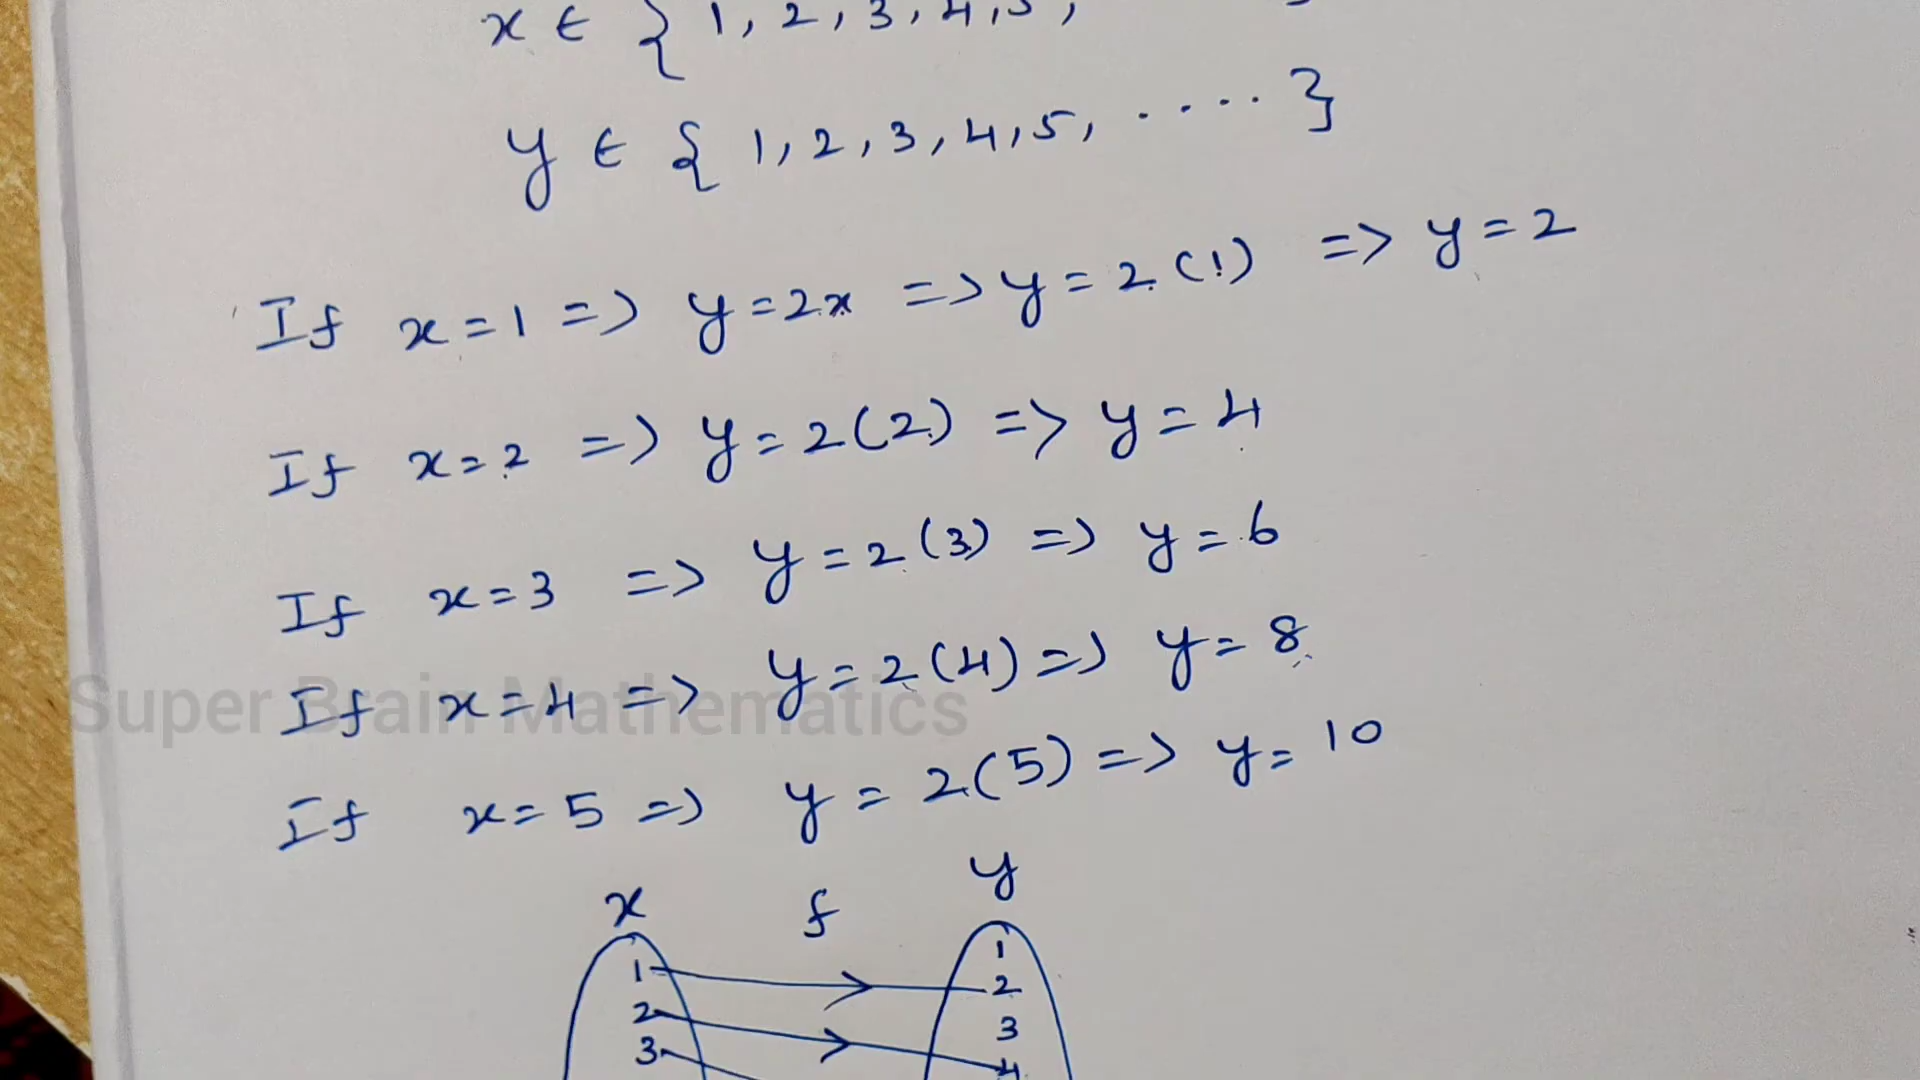 x ∈ { 1, 2, 3, 4, 5,
y ∈ { 1, 2, 3, 4, 5, ····· }
If x = 1 => y = 2x => y = 2(1) => y = 2
If x = 2 => y = 2(2) => y = 4
If x = 3 => y = 2(3) => y = 6
If x = 4 => y = 2(4) => y = 8
Super Brain Mathematics
If x = 5 => y = 2(5) => y = 10
x f y
1 1
2 2
3 3
4